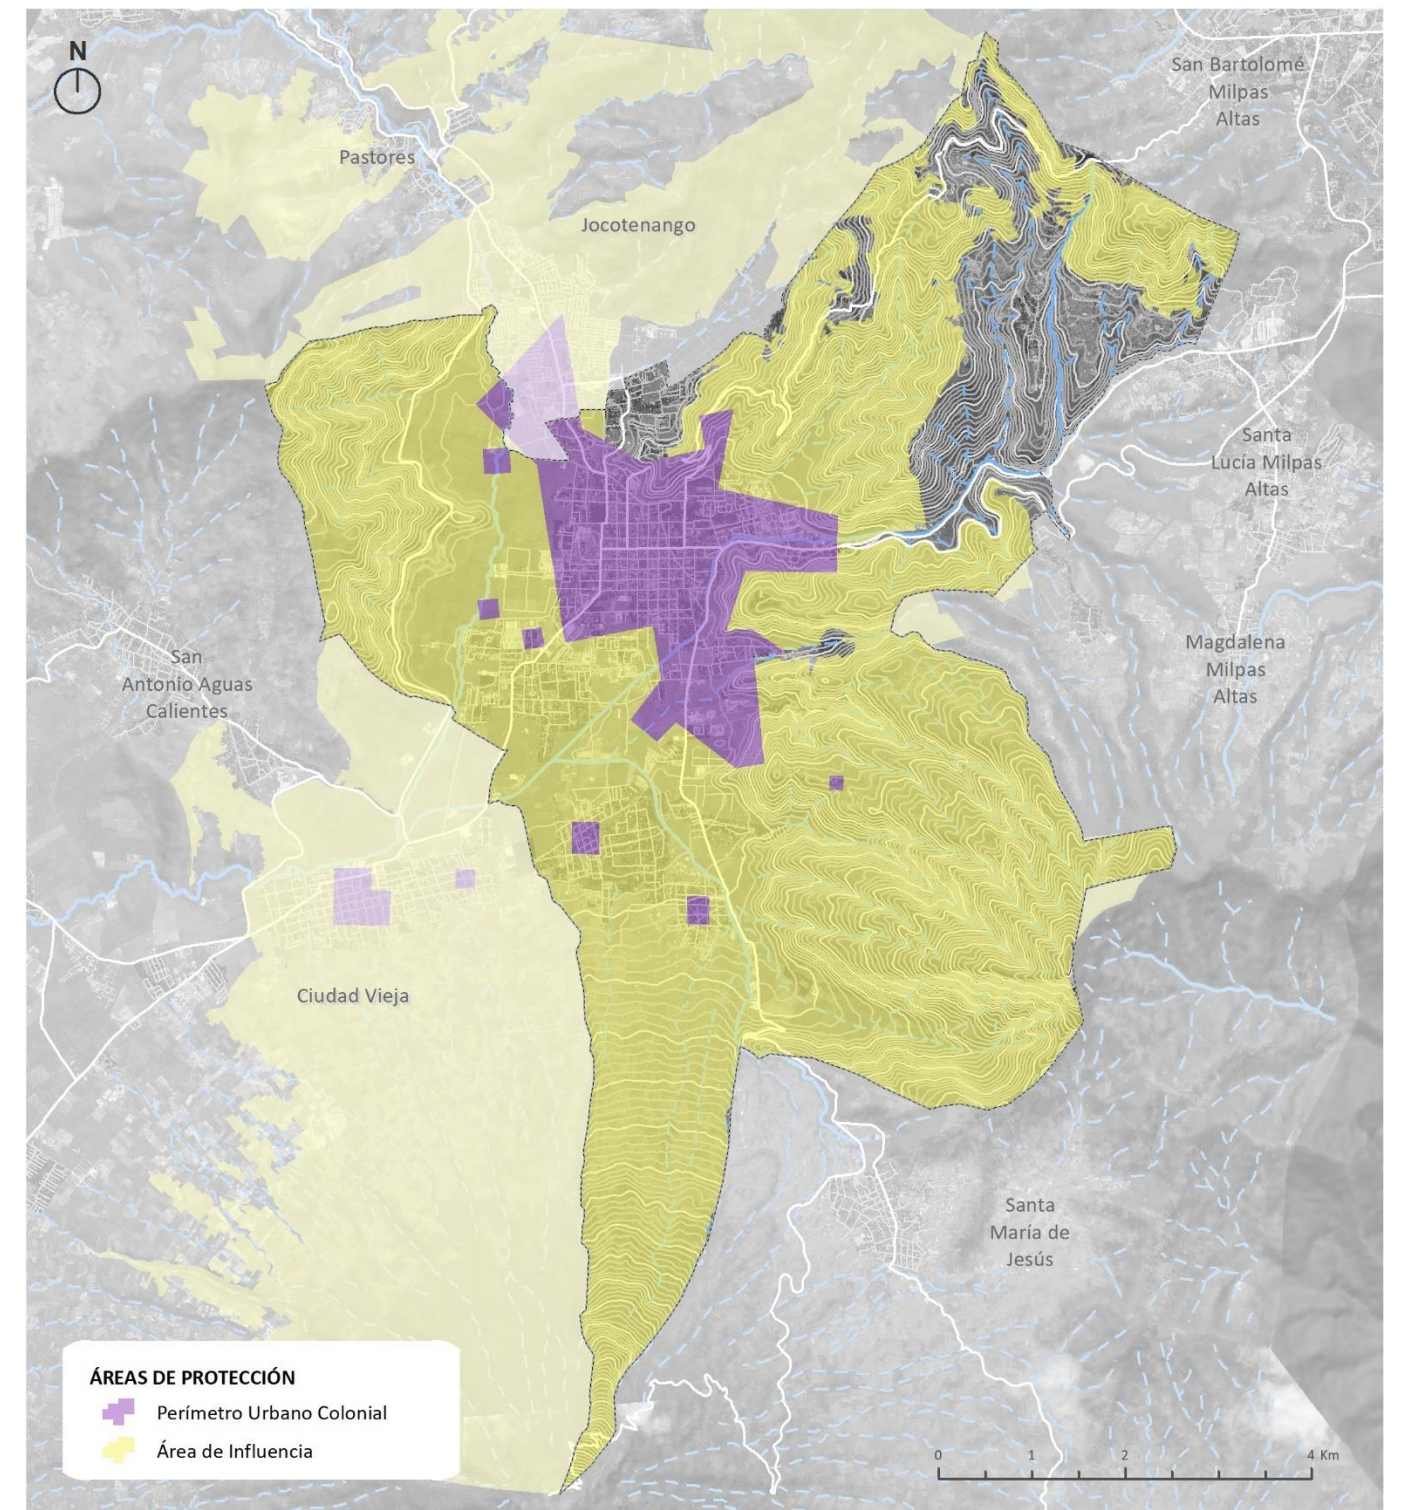 N
San Bartolomé
Milpas
Altas
Pastores
Jocotenango
Santa
Lucía Milpas
Altas
Magdalena
Milpas
Altas
San
Antonio Aguas
Calientes
Ciudad Vieja
Santa
María de
Jesús
ÁREAS DE PROTECCIÓN
Perímetro Urbano Colonial
Área de Influencia
0 1 2 4 Km